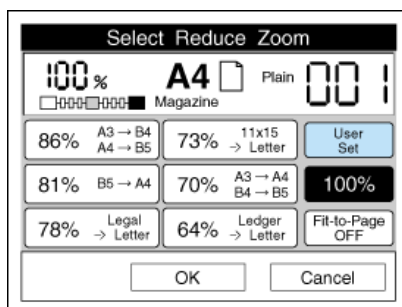 Select Reduce Zoom
100 % A4 Plain 001
Magazine
86% A3 → B4
A4 → B5
73% 11x15
→ Letter
User
Set
81% B5 → A4
70% A3 → A4
B4 → B5
100%
78% Legal
→ Letter
64% Ledger
→ Letter
Fit-to-Page
OFF
OK Cancel